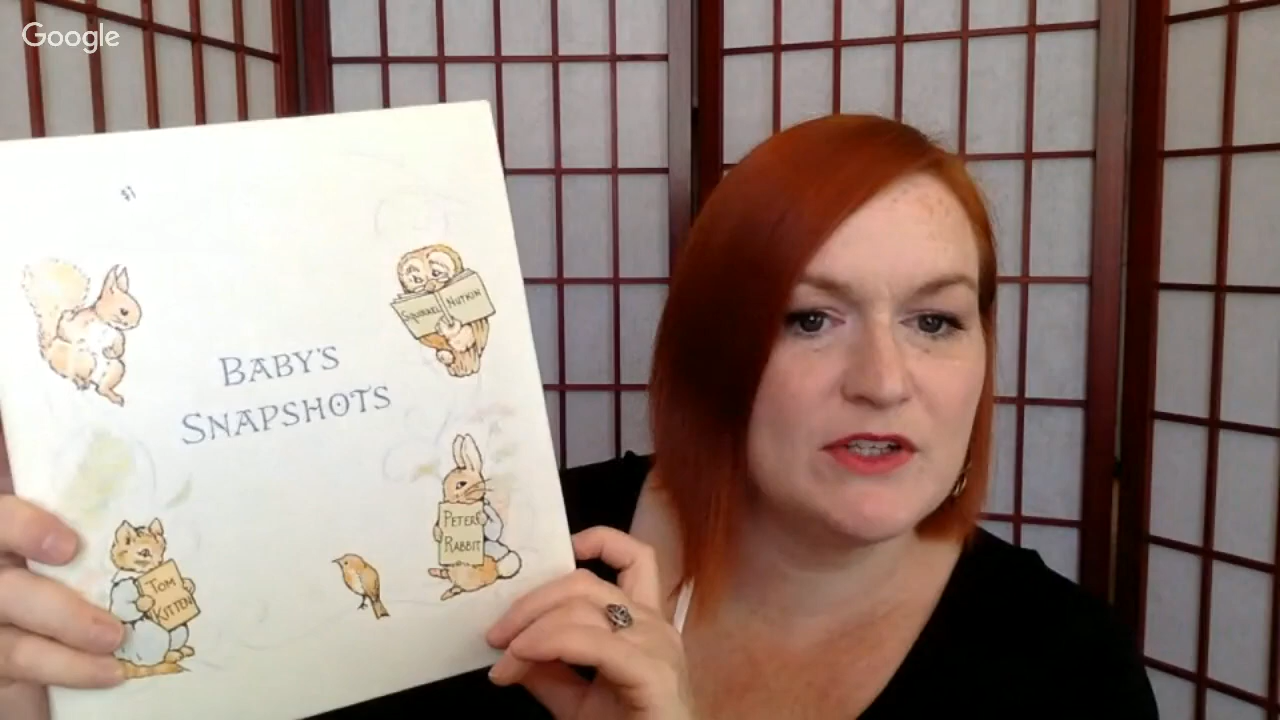 Google
$1
SQUIRREL NUTKIN
BABY'S
SNAPSHOTS
PETER
RABBIT
TOM
KITTEN